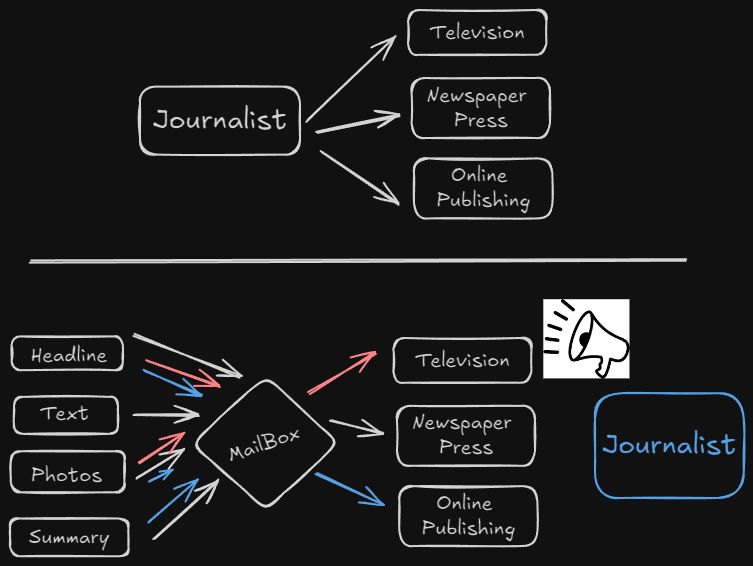 Television
Journalist
Newspaper
Press
Online
Publishing
Headline
Television
Text
Newspaper
Press
MailBox
Journalist
Photos
Online
Publishing
Summary